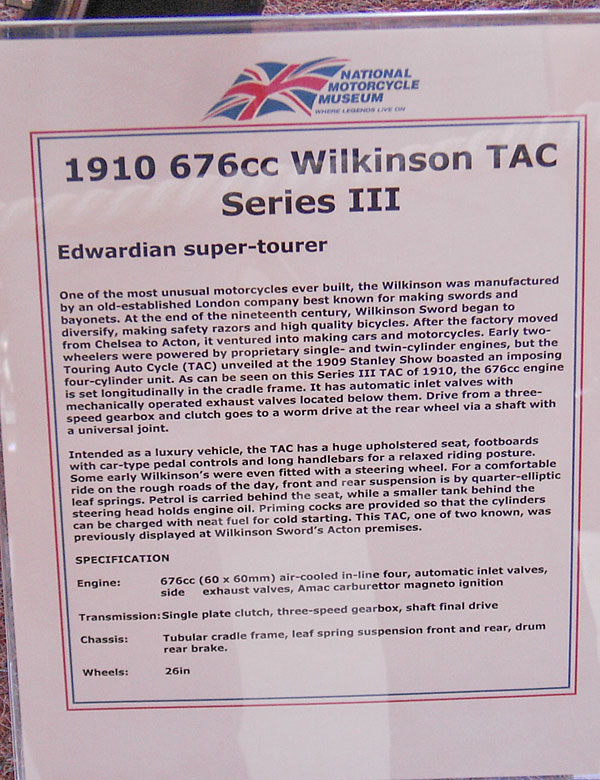 NATIONAL
MOTORCYCLE
MUSEUM
WHERE LEGENDS LIVE ON
1910 676cc Wilkinson TAC
Series III
Edwardian super-tourer
One of the most unusual motorcycles ever built, the Wilkinson was manufactured
by an old-established London company best known for making swords and
bayonets. At the end of the nineteenth century, Wilkinson Sword began to
diversify, making safety razors and high quality bicycles. After the factory moved
from Chelsea to Acton, it ventured into making cars and motorcycles. Early two-
wheelers were powered by proprietary single- and twin-cylinder engines, but the
Touring Auto Cycle (TAC) unveiled at the 1909 Stanley Show boasted an imposing
four-cylinder unit. As can be seen on this Series III TAC of 1910, the 676cc engine
is set longitudinally in the cradle frame. It has automatic inlet valves with
mechanically operated exhaust valves located below them. Drive from a three-
speed gearbox and clutch goes to a worm drive at the rear wheel via a shaft with
a universal joint.
Intended as a luxury vehicle, the TAC has a huge upholstered seat, footboards
with car-type pedal controls and long handlebars for a relaxed riding posture.
Some early Wilkinson's were even fitted with a steering wheel. For a comfortable
ride on the rough roads of the day, front and rear suspension is by quarter-elliptic
leaf springs. Petrol is carried behind the seat, while a smaller tank behind the
steering head holds engine oil. Priming cocks are provided so that the cylinders
can be charged with neat fuel for cold starting. This TAC, one of two known, was
previously displayed at Wilkinson Sword's Acton premises.
SPECIFICATION
Engine: 676cc (60 x 60mm) air-cooled in-line four, automatic inlet valves,
side exhaust valves, Amac carburettor magneto ignition
Transmission: Single plate clutch, three-speed gearbox, shaft final drive
Chassis: Tubular cradle frame, leaf spring suspension front and rear, drum
rear brake.
Wheels: 26in